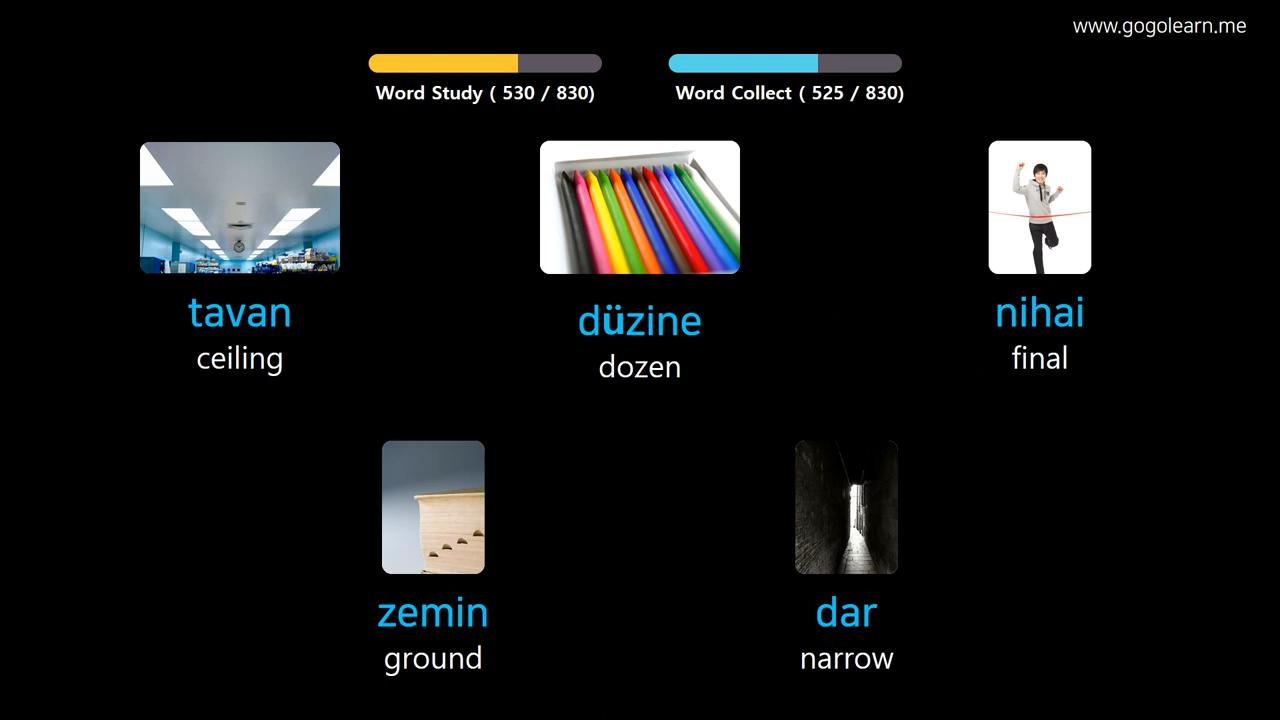 www.gogolearn.me
Word Study ( 530 / 830)
Word Collect ( 525 / 830)
tavan
ceiling
düzine
dozen
nihai
final
zemin
ground
dar
narrow